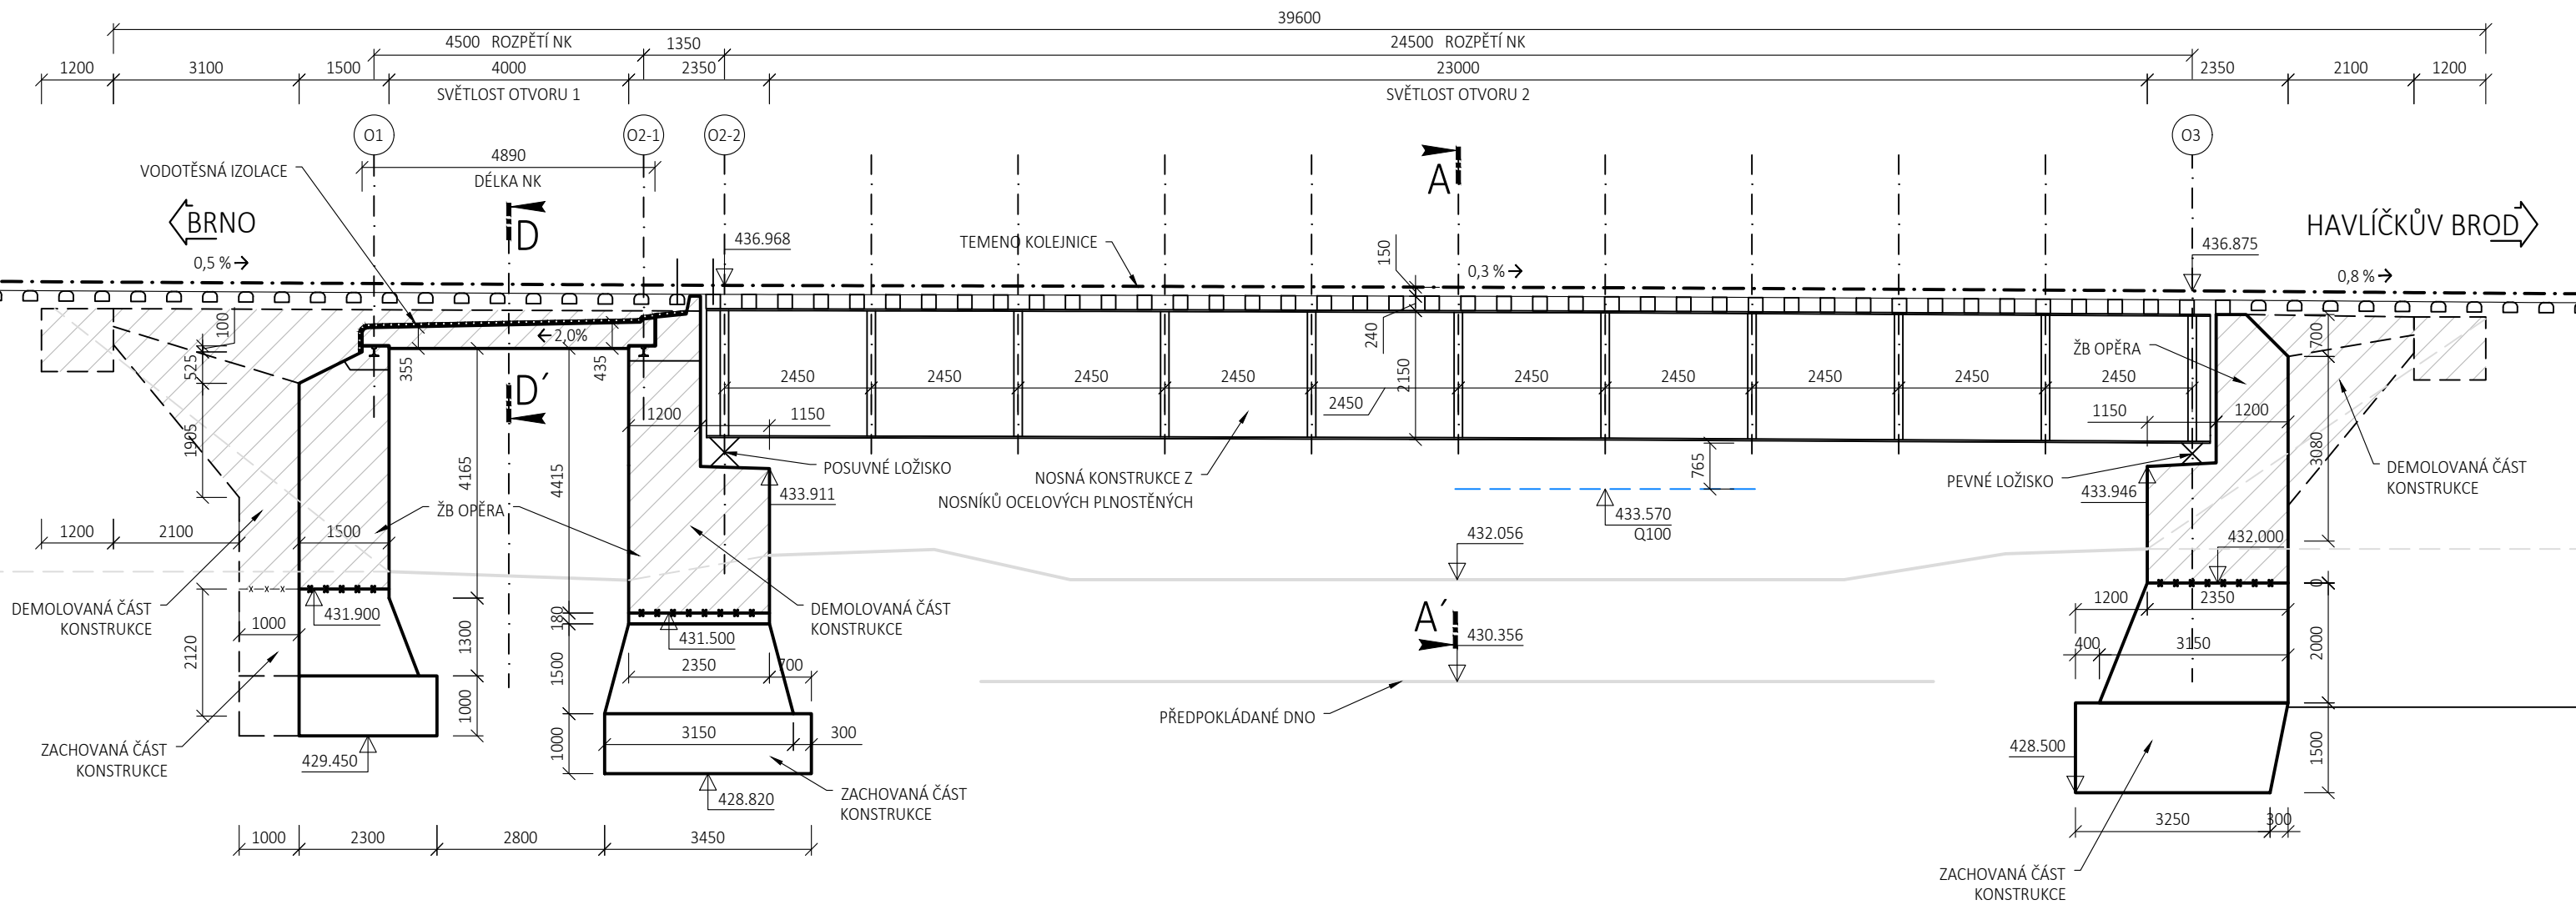 39600
4500 ROZPĚTÍ NK
1350
24500 ROZPĚTÍ NK
1200
3100
1500
4000
2350
23000
2350
2100
1200
SVĚTLOST OTVORU 1
SVĚTLOST OTVORU 2
O1
O2-1
O2-2
O3
4890
VODOTĚSNÁ IZOLACE
DÉLKA NK
A
BRNO
D
HAVLÍČKŮV BROD
436.968
TEMENO KOLEJNICE
150
436.875
0,5 %
0,3 %
0,8 %
100
2,0%
240
700
525
355
435
ŽB OPĚRA
2150
D´
2450
2450
2450
2450
2450
2450
2450
2450
2450
2450
1200
1150
1150
1200
1905
4165
4415
765
3080
POSUVNÉ LOŽISKO
NOSNÁ KONSTRUKCE Z
NOSNÍKŮ OCELOVÝCH PLNOSTĚNÝCH
PEVNÉ LOŽISKO
DEMOLOVANÁ ČÁST
KONSTRUKCE
433.911
433.946
ŽB OPĚRA
433.570
Q100
1200
2100
1500
432.056
432.000
0
DEMOLOVANÁ ČÁST
KONSTRUKCE
431.900
DEMOLOVANÁ ČÁST
KONSTRUKCE
1200
2350
180
A´
1000
431.500
430.356
2120
1300
1500
2350
700
400
3150
2000
1000
PŘEDPOKLÁDANÉ DNO
3150
300
1000
ZACHOVANÁ ČÁST
KONSTRUKCE
429.450
428.500
1500
428.820
ZACHOVANÁ ČÁST
KONSTRUKCE
3250
300
1000
2300
2800
3450
ZACHOVANÁ ČÁST
KONSTRUKCE